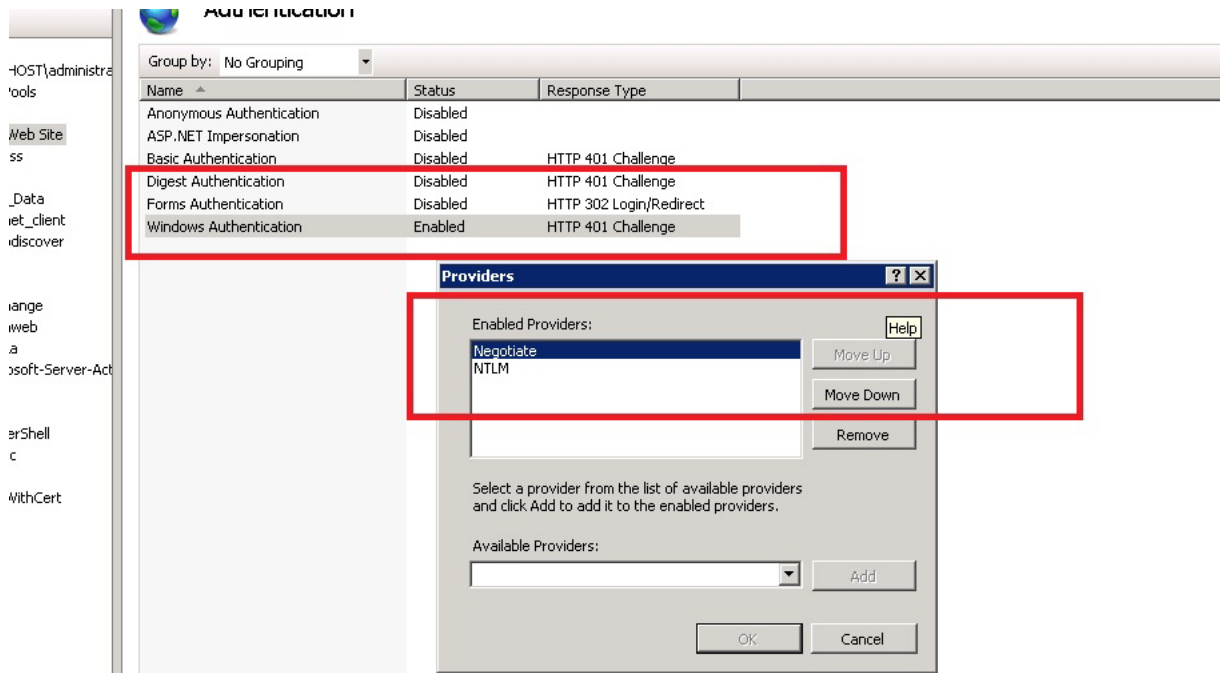 Authentication
Group by: No Grouping
Name Status Response Type
Anonymous Authentication Disabled
ASP.NET Impersonation Disabled
Basic Authentication Disabled HTTP 401 Challenge
Digest Authentication Disabled HTTP 401 Challenge
Forms Authentication Disabled HTTP 302 Login/Redirect
Windows Authentication Enabled HTTP 401 Challenge
HOST\administra
Pools
Web Site
ss
_Data
net_client
odiscover
ange
web
a
osoft-Server-Act
erShell
c
WithCert
Providers
Enabled Providers:
Help
Negotiate
NTLM
Move Up
Move Down
Remove
Select a provider from the list of available providers
and click Add to add it to the enabled providers.
Available Providers:
Add
OK Cancel